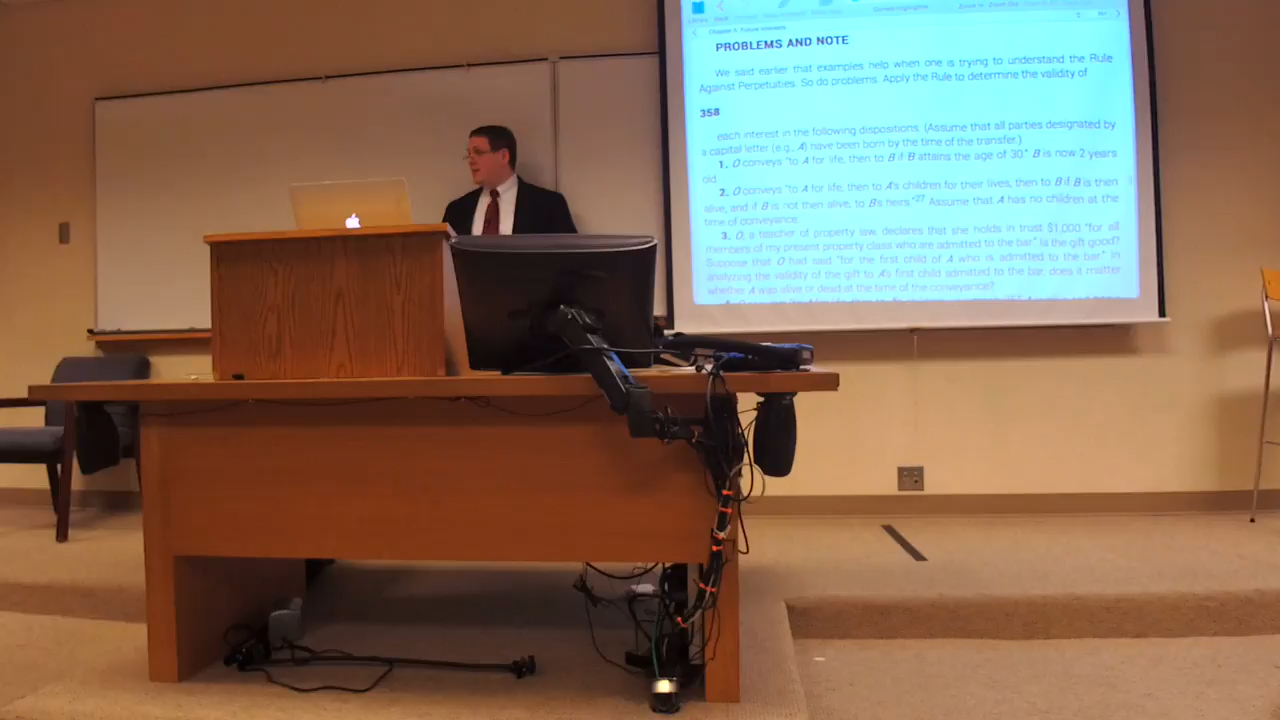 Chapter 5. Future Interests
PROBLEMS AND NOTE
We said earlier that examples help when one is trying to understand the Rule
Against Perpetuities. So do problems. Apply the Rule to determine the validity of
358
each interest in the following dispositions. (Assume that all parties designated by
a capital letter (e.g., A) have been born by the time of the transfer.)
1. O conveys "to A for life, then to B if B attains the age of 30." B is now 2 years
old.
2. O conveys "to A for life, then to A's children for their lives, then to B if B is then
alive, and if B is not then alive, to B's heirs."27 Assume that A has no children at the
time of conveyance.
3. O, a teacher of property law, declares that she holds in trust $1,000 "for all
members of my present property class who are admitted to the bar." Is the gift good?
Suppose that O had said "for the first child of A who is admitted to the bar." In
analyzing the validity of the gift to A's first child admitted to the bar, does it matter
whether A was alive or dead at the time of the conveyance?